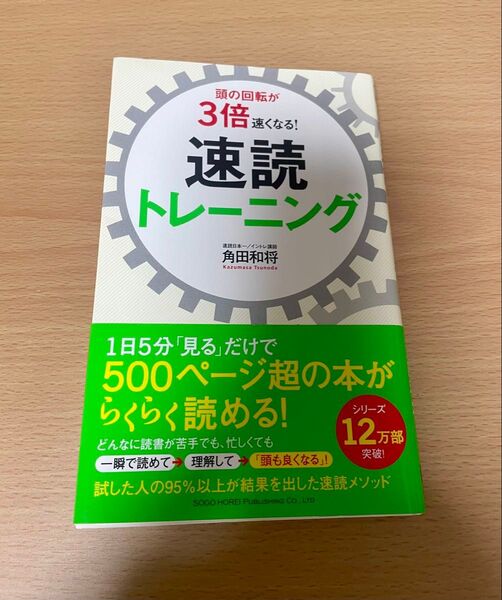 頭の回転が
3倍速くなる!
速読
トレーニング
速読日本一/イントレ講師
角田和将
Kazumasa Tsunoda
1日5分「見る」だけで
500ページ超の本が
らくらく読める!
どんなに読書が苦手でも、忙しくても
一瞬で読めて→理解して→「頭も良くなる」!
シリーズ
12万部
突破!
試した人の95%以上が結果を出した速読メソッド
SOGO HOREI PUBLISHING CO., LTD